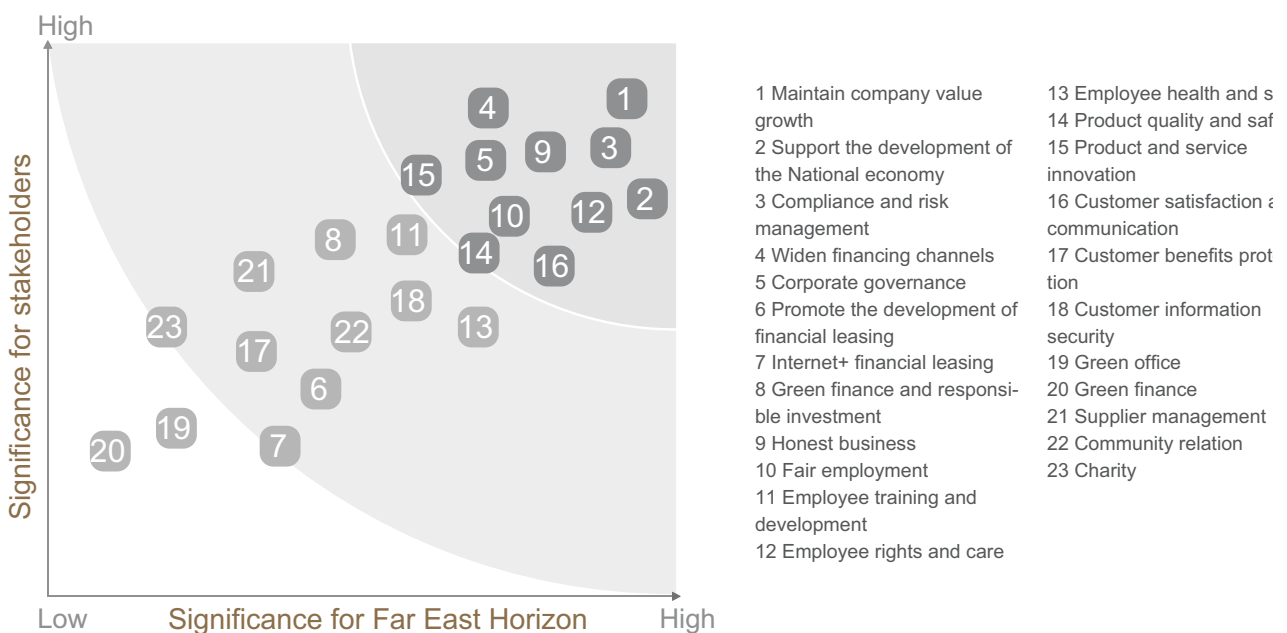 High
4
1
9
3
5
15
2
12
10
8
11
14
16
21
18
23
22
13
17
6
19
7
20
Significance for stakeholders
Low
Significance for Far East Horizon
High
1 Maintain company value
growth
2 Support the development of
the National economy
3 Compliance and risk
management
4 Widen financing channels
5 Corporate governance
6 Promote the development of
financial leasing
7 Internet+ financial leasing
8 Green finance and responsi-
ble investment
9 Honest business
10 Fair employment
11 Employee training and
development
12 Employee rights and care
13 Employee health and
14 Product quality and
15 Product and service
innovation
16 Customer satisfaction
communication
17 Customer benefits
tion
18 Customer information
security
19 Green office
20 Green finance
21 Supplier management
22 Community relation
23 Charity